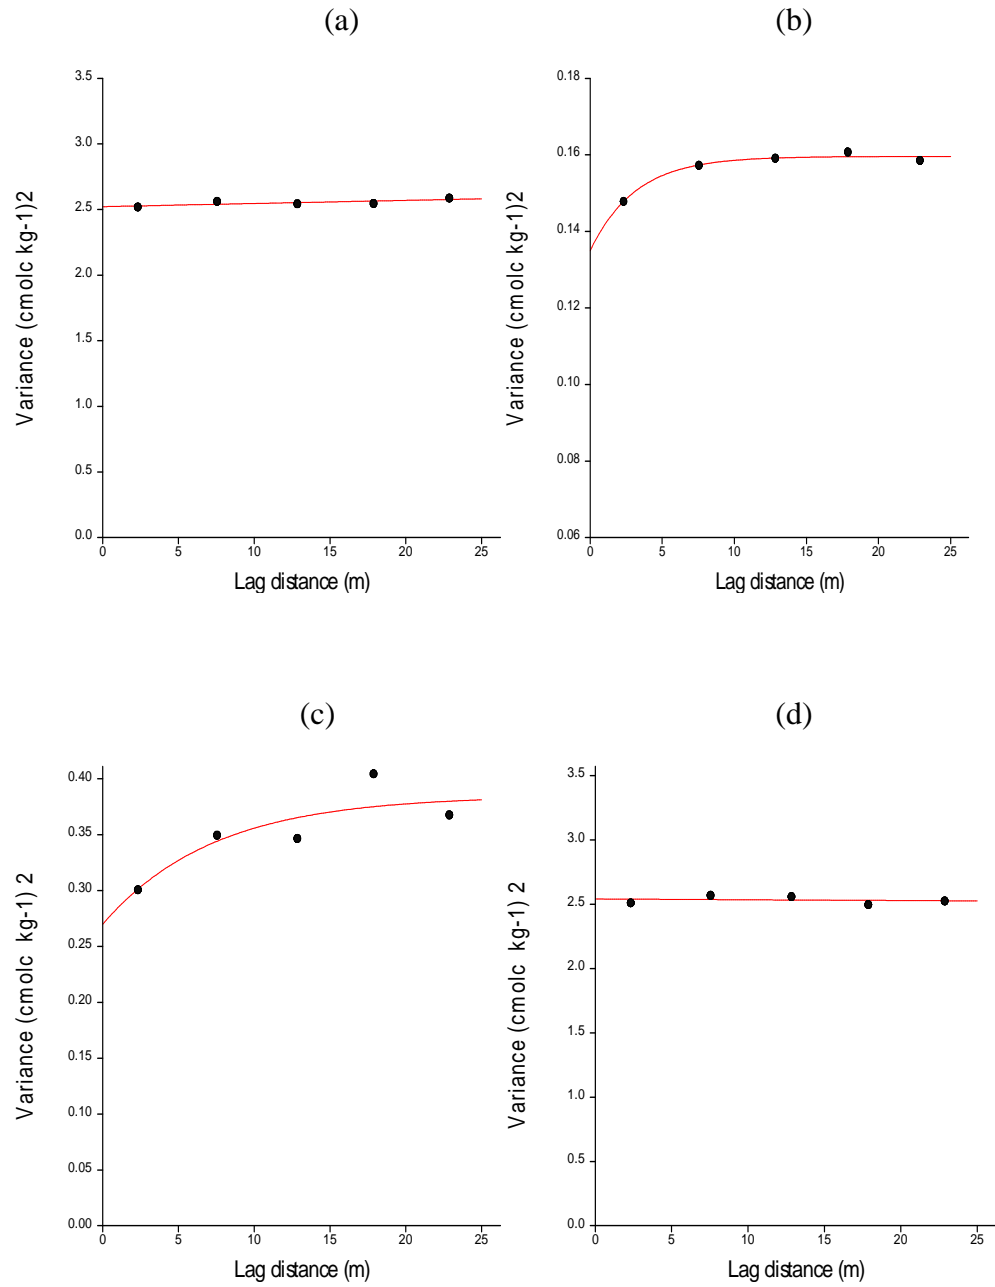 (a)
(b)
Variance (cmolc kg-1)2
3.5
3.0
2.5
2.0
1.5
1.0
0.5
0.0
0 5 10 15 20 25
Lag distance (m)
Variance (cmolc kg-1)2
0.18
0.16
0.14
0.12
0.10
0.08
0.06
0 5 10 15 20 25
Lag distance (m)
(c)
(d)
Variance (cmolc kg-1) 2
0.40
0.35
0.30
0.25
0.20
0.15
0.10
0.05
0.00
0 5 10 15 20 25
Lag distance (m)
Variance (cmolc kg-1) 2
3.5
3.0
2.5
2.0
1.5
1.0
0.5
0.0
0 5 10 15 20 25
Lag distance (m)